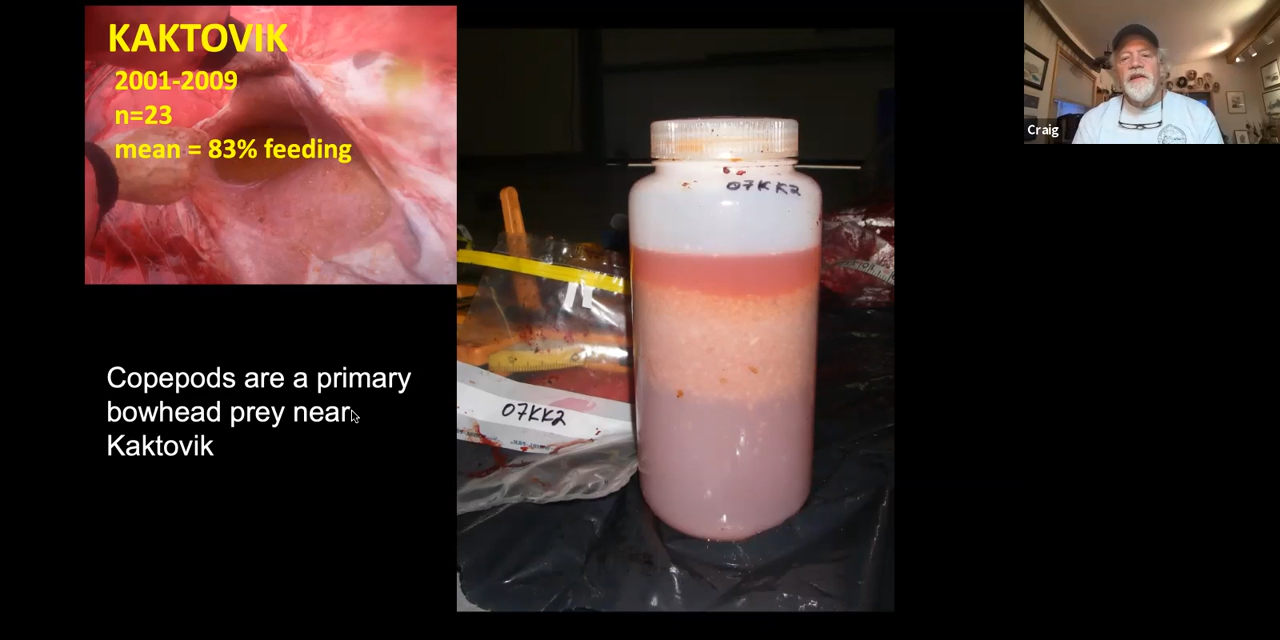 KAKTOVIK
2001-2009
n=23
mean = 83% feeding
Copepods are a primary
bowhead prey near
Kaktovik
07KK2
07KK2
Craig